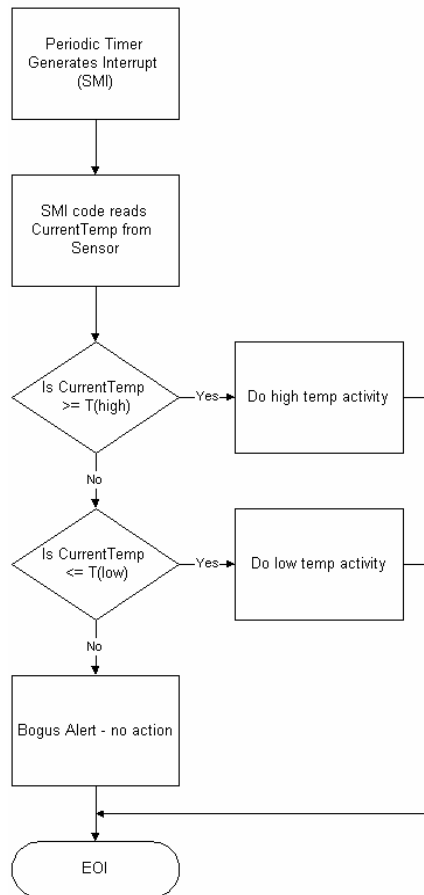 Periodic Timer
Generates Interrupt
(SMI)
SMI code reads
CurrentTemp from
Sensor
Is CurrentTemp
>= T(high)
Yes
Do high temp activity
No
Is CurrentTemp
<= T(low)
Yes
Do low temp activity
No
Bogus Alert - no action
EOI